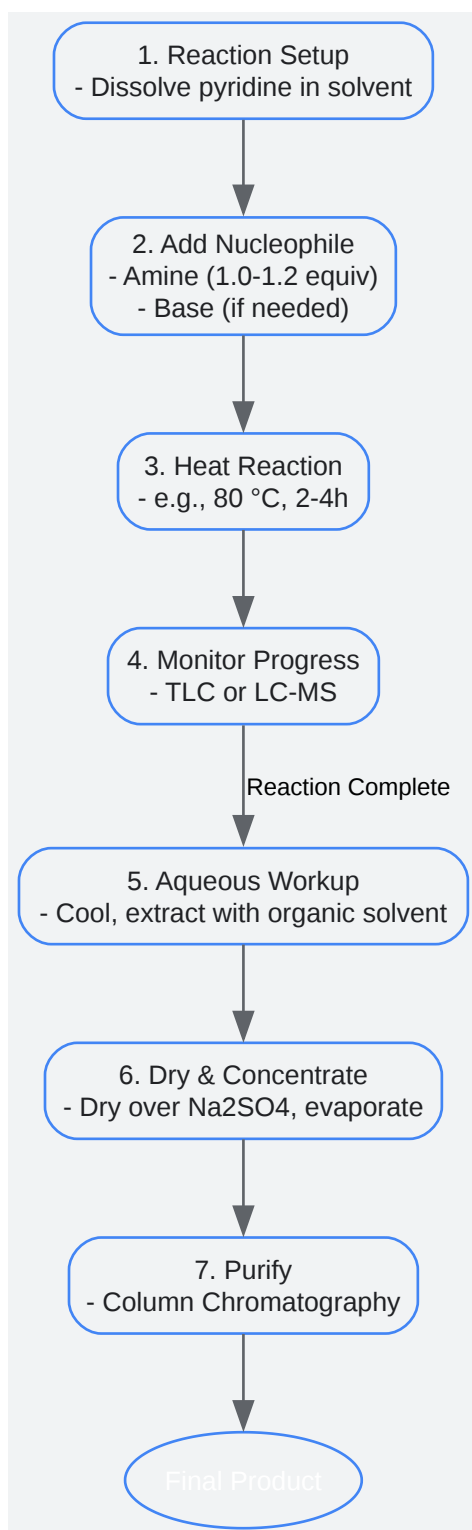 1. Reaction Setup
- Dissolve pyridine in solvent
2. Add Nucleophile
- Amine (1.0-1.2 equiv)
- Base (if needed)
3. Heat Reaction
- e.g., 80 °C, 2-4h
4. Monitor Progress
- TLC or LC-MS
Reaction Complete
5. Aqueous Workup
- Cool, extract with organic solvent
6. Dry & Concentrate
- Dry over Na2SO4, evaporate
7. Purify
- Column Chromatography
Final Product